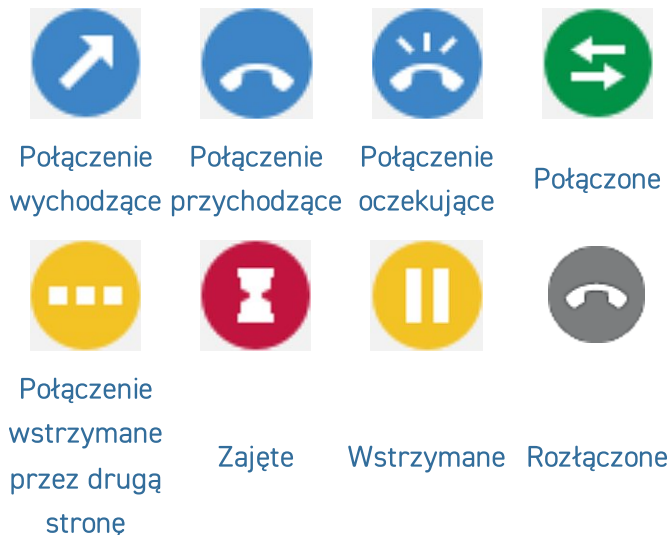 Połączenie
wychodzące
Połączenie
przychodzące
Połączenie
oczekujące
Połączone
Połączenie
wstrzymane
przez drugą
stronę
Zajęte
Wstrzymane
Rozłączone